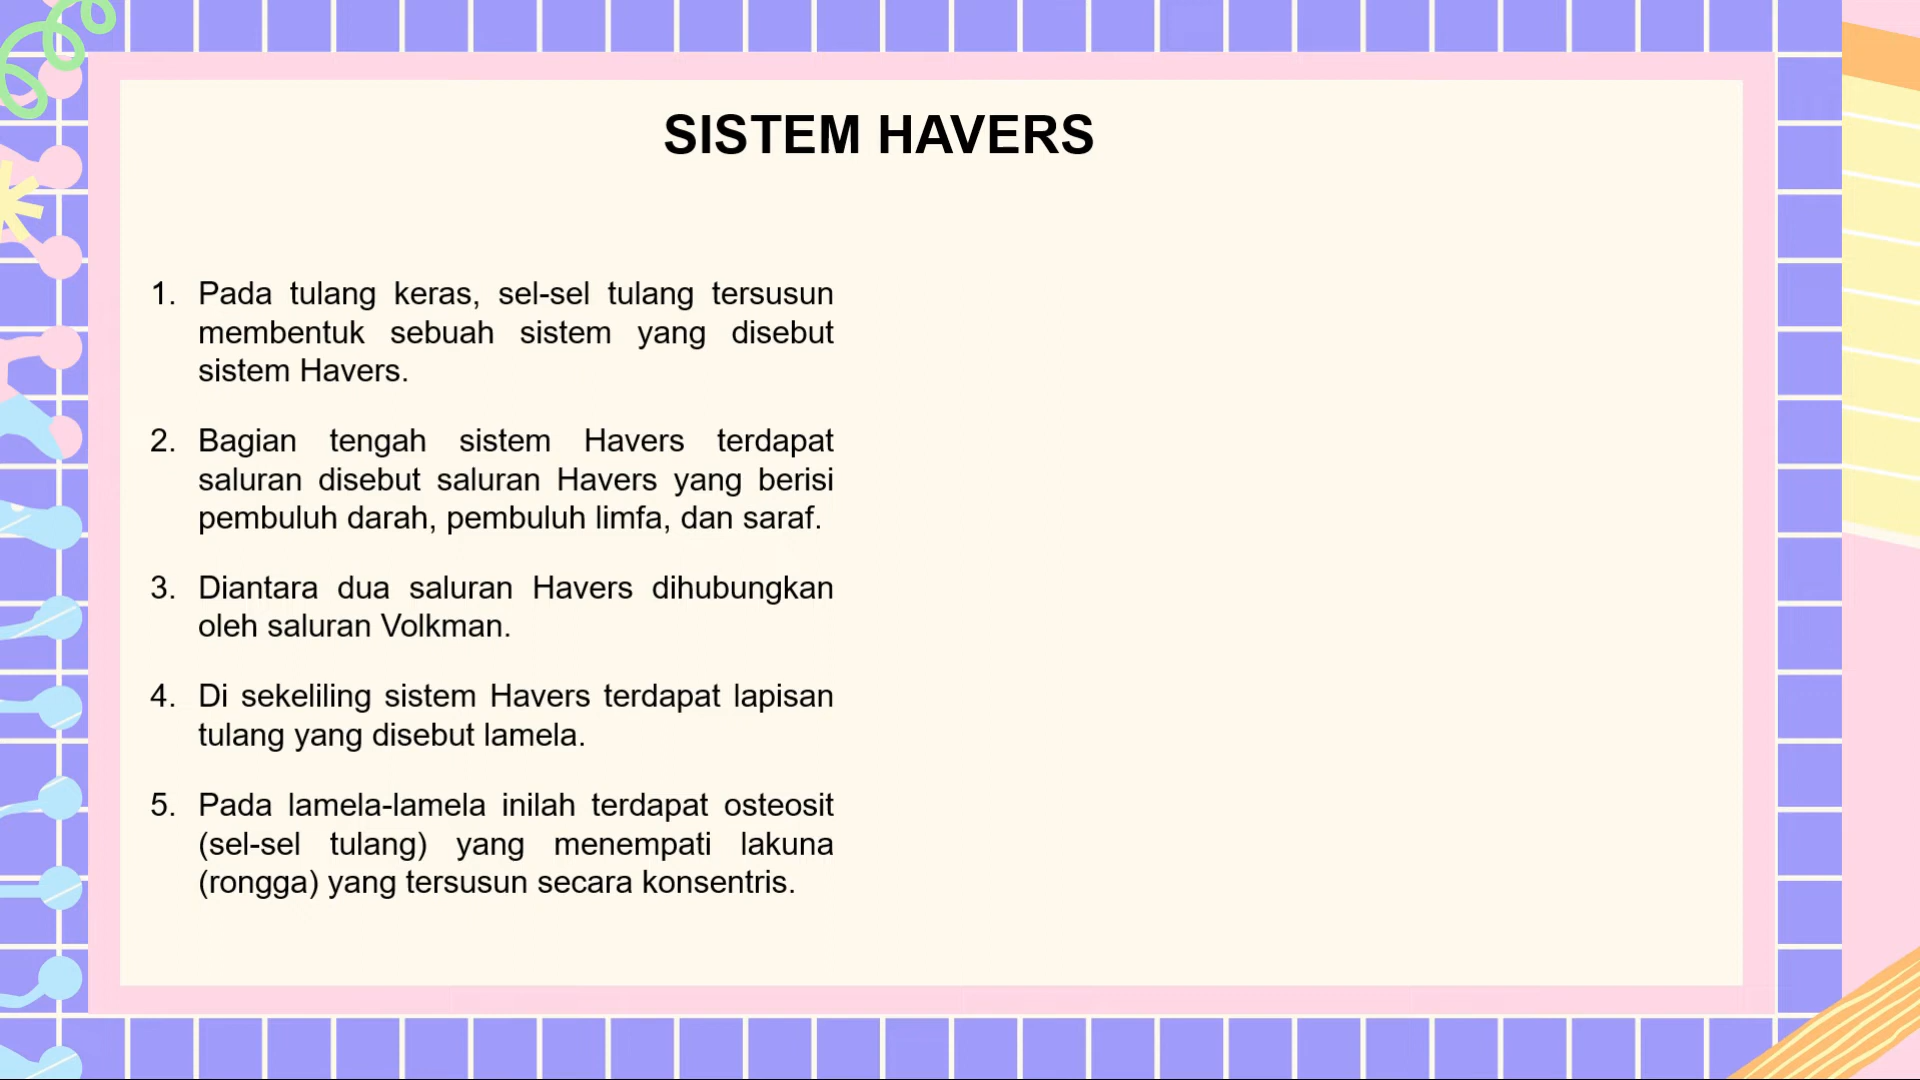 SISTEM HAVERS
1. Pada tulang keras, sel-sel tulang tersusun
membentuk sebuah sistem yang disebut
sistem Havers.
2. Bagian tengah sistem Havers terdapat
saluran disebut saluran Havers yang berisi
pembuluh darah, pembuluh limfa, dan saraf.
3. Diantara dua saluran Havers dihubungkan
oleh saluran Volkman.
4. Di sekeliling sistem Havers terdapat lapisan
tulang yang disebut lamela.
5. Pada lamela-lamela inilah terdapat osteosit
(sel-sel tulang) yang menempati lakuna
(rongga) yang tersusun secara konsentris.